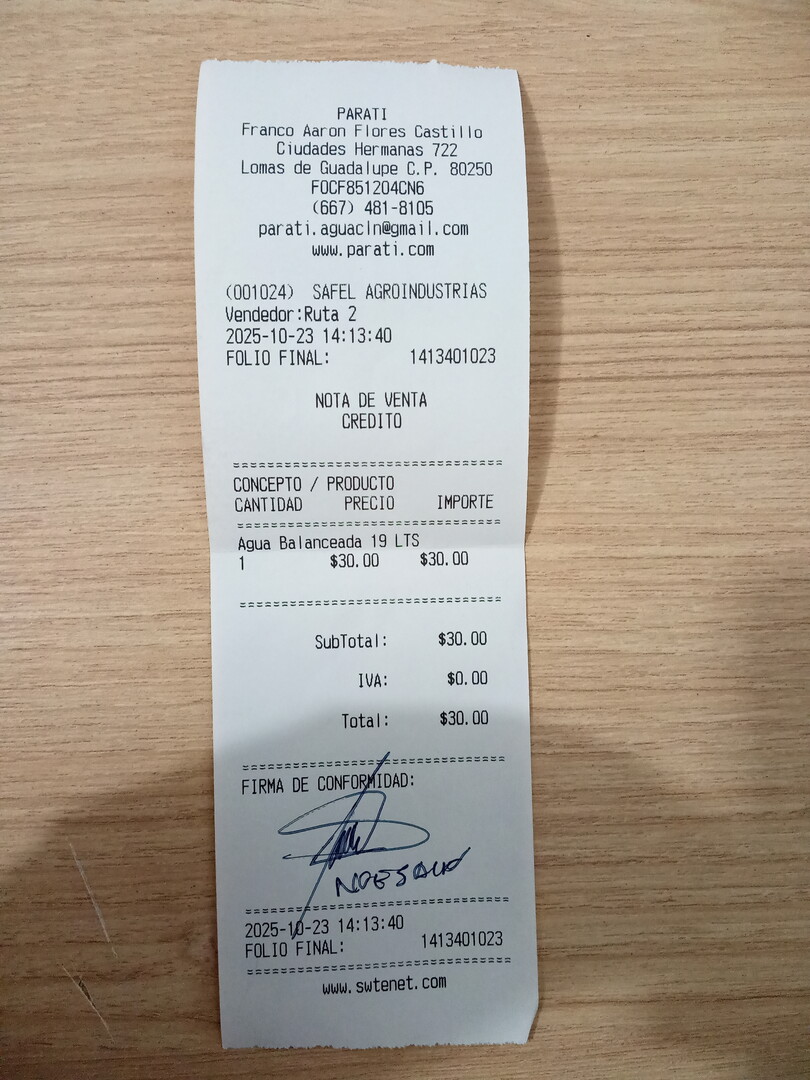 PARATI
Franco Aaron Flores Castillo
Ciudades Hermanas 722
Lomas de Guadalupe C.P. 80250
FOCF851204CN6
(667) 481-8105
parati.aguacln@gmail.com
www.parati.com
(001024) SAFEL AGROINDUSTRIAS
Vendedor:Ruta 2
2025-10-23 14:13:40
FOLIO FINAL: 1413401023
NOTA DE VENTA
CREDITO
CONCEPTO / PRODUCTO
CANTIDAD PRECIO IMPORTE
Agua Balanceada 19 LTS
1 $30.00 $30.00
SubTotal: $30.00
IVA: $0.00
Total: $30.00
FIRMA DE CONFORMIDAD:
2025-10-23 14:13:40
FOLIO FINAL: 1413401023
www.swtenet.com